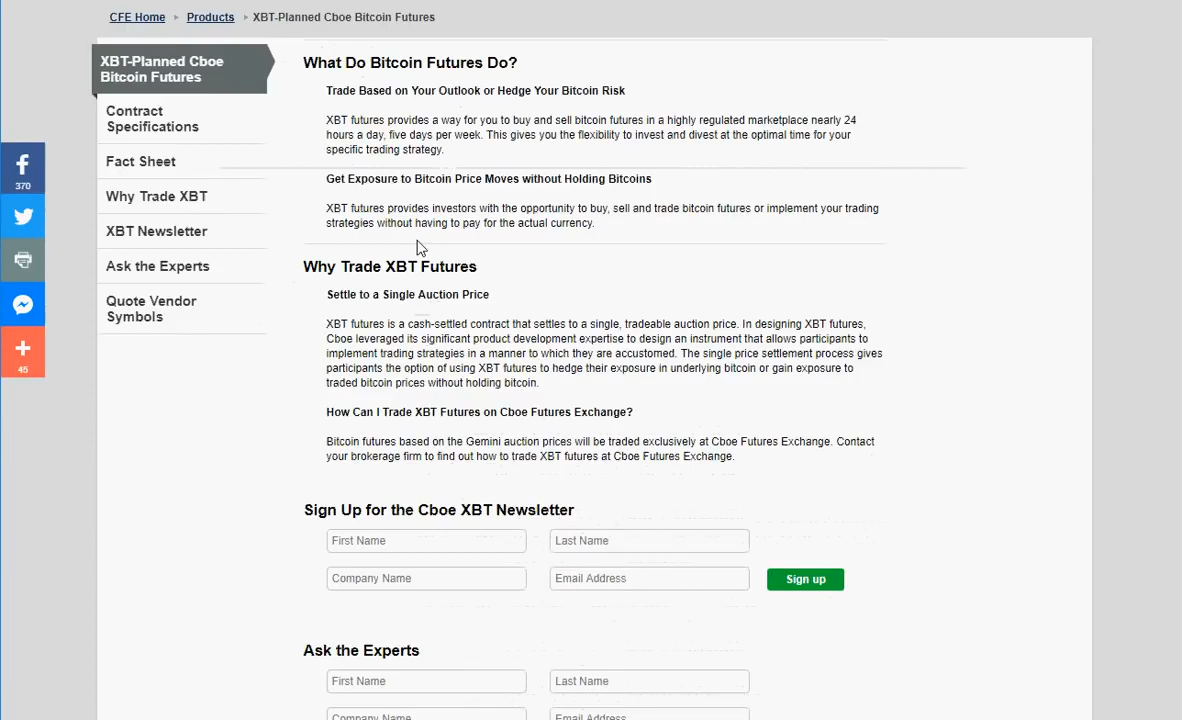 CFE Home ▸ Products ▸ XBT-Planned Cboe Bitcoin Futures
XBT-Planned Cboe
Bitcoin Futures
Contract
Specifications
Fact Sheet
Why Trade XBT
XBT Newsletter
Ask the Experts
Quote Vendor
Symbols
370
45
What Do Bitcoin Futures Do?
Trade Based on Your Outlook or Hedge Your Bitcoin Risk
XBT futures provides a way for you to buy and sell bitcoin futures in a highly regulated marketplace nearly 24
hours a day, five days per week. This gives you the flexibility to invest and divest at the optimal time for your
specific trading strategy.
Get Exposure to Bitcoin Price Moves without Holding Bitcoins
XBT futures provides investors with the opportunity to buy, sell and trade bitcoin futures or implement your trading
strategies without having to pay for the actual currency.
Why Trade XBT Futures
Settle to a Single Auction Price
XBT futures is a cash-settled contract that settles to a single, tradeable auction price. In designing XBT futures,
Cboe leveraged its significant product development expertise to design an instrument that allows participants to
implement trading strategies in a manner to which they are accustomed. The single price settlement process gives
participants the option of using XBT futures to hedge their exposure in underlying bitcoin or gain exposure to
traded bitcoin prices without holding bitcoin.
How Can I Trade XBT Futures on Cboe Futures Exchange?
Bitcoin futures based on the Gemini auction prices will be traded exclusively at Cboe Futures Exchange. Contact
your brokerage firm to find out how to trade XBT futures at Cboe Futures Exchange.
Sign Up for the Cboe XBT Newsletter
First Name Last Name
Company Name Email Address Sign up
Ask the Experts
First Name Last Name
Company Name Email Address